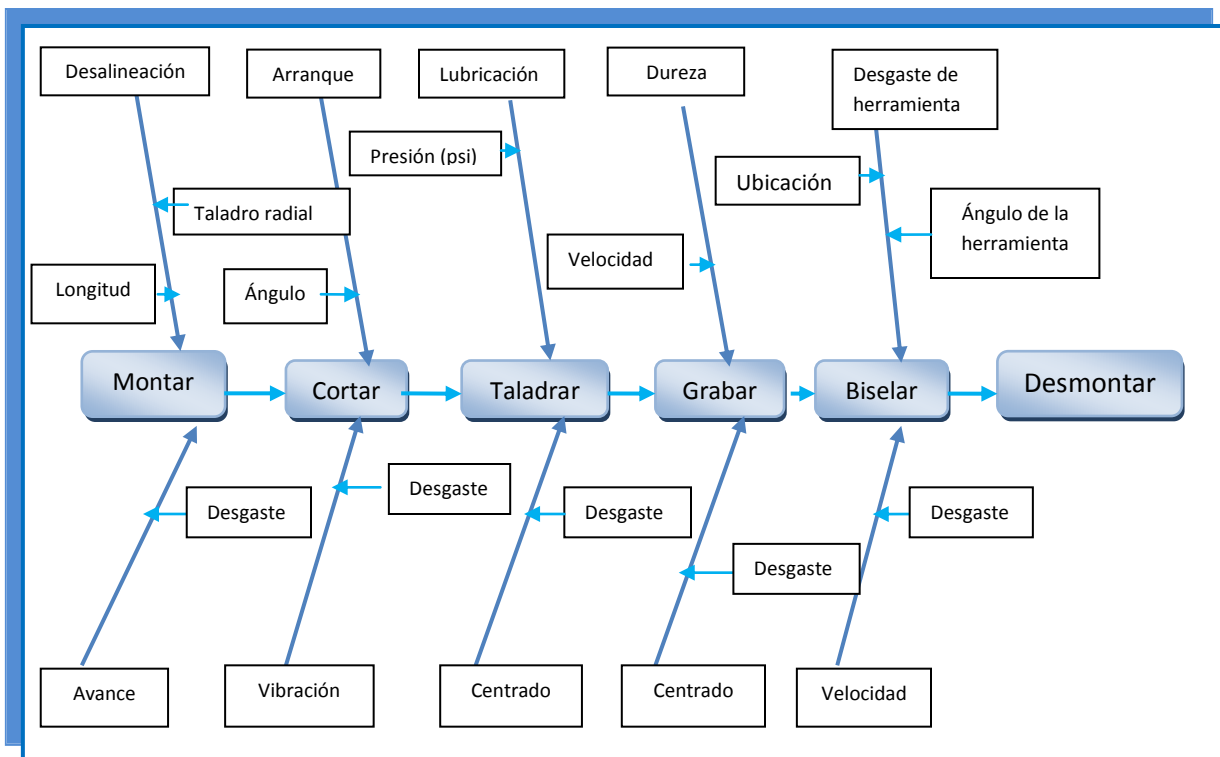 Desalineación
Arranque
Lubricación
Dureza
Desgaste de
herramienta
Presión (psi)
Ubicación
Taladro radial
Ángulo de la
herramienta
Velocidad
Longitud
Ángulo
Montar
Cortar
Taladrar
Grabar
Biselar
Desmontar
Desgaste
Desgaste
Desgaste
Desgaste
Desgaste
Avance
Vibración
Centrado
Centrado
Velocidad